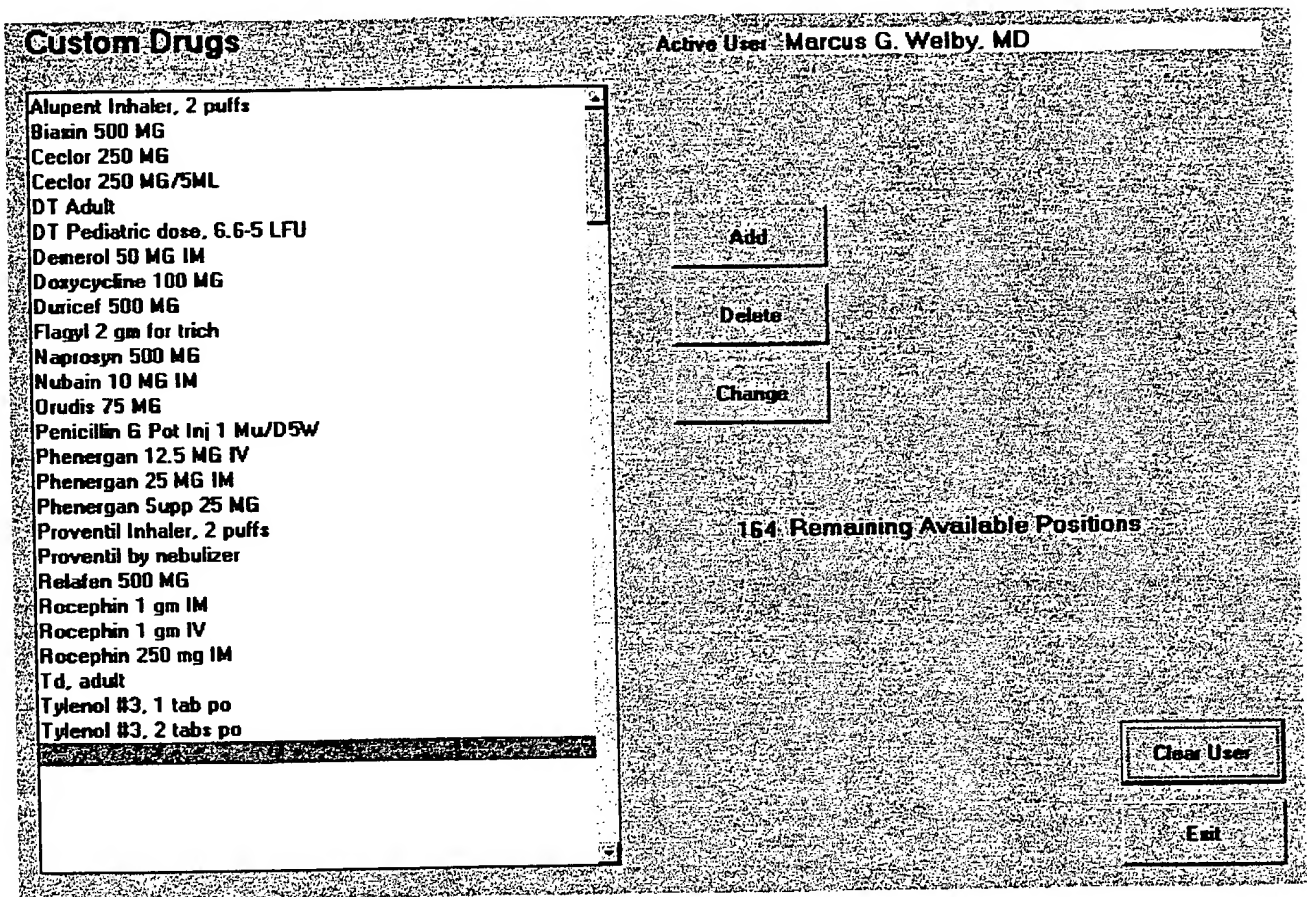 Custom Drugs
Active User Marcus G. Welby, MD
Alupent Inhaler, 2 puffs
Biaxin 500 MG
Ceclor 250 MG
Ceclor 250 MG/5ML
DT Adult
DT Pediatric dose, 6.6-5 LFU
Demerol 50 MG IM
Doxycycline 100 MG
Duricef 500 MG
Flagyl 2 gm for trich
Naprosyn 500 MG
Nubain 10 MG IM
Orudis 75 MG
Penicillin G Pot Inj 1 Mu/D5W
Phenergan 12.5 MG IV
Phenergan 25 MG IM
Phenergan Supp 25 MG
Proventil Inhaler, 2 puffs
Proventil by nebulizer
Relafen 500 MG
Rocephin 1 gm IM
Rocephin 1 gm IV
Rocephin 250 mg IM
Td, adult
Tylenol #3, 1 tab po
Tylenol #3, 2 tabs po
Add
Delete
Change
164 Remaining Available Positions
Clear User
Exit